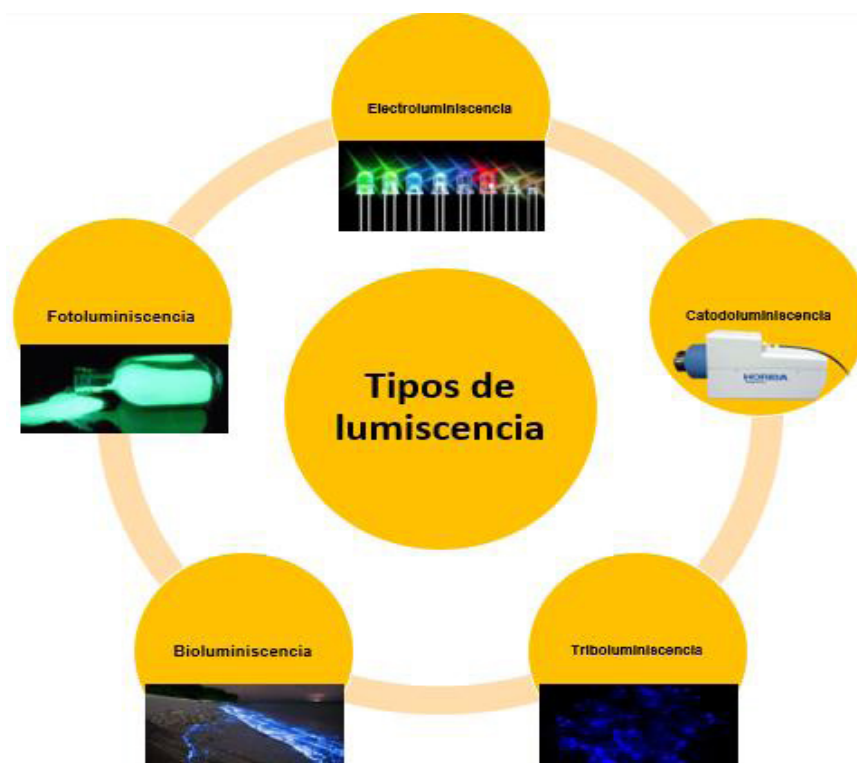 Electroluminiscencia
Fotoluminiscencia
Catodoluminiscencia
HORIBA
Tipos de
lumiscencia
Bioluminiscencia
Triboluminiscencia